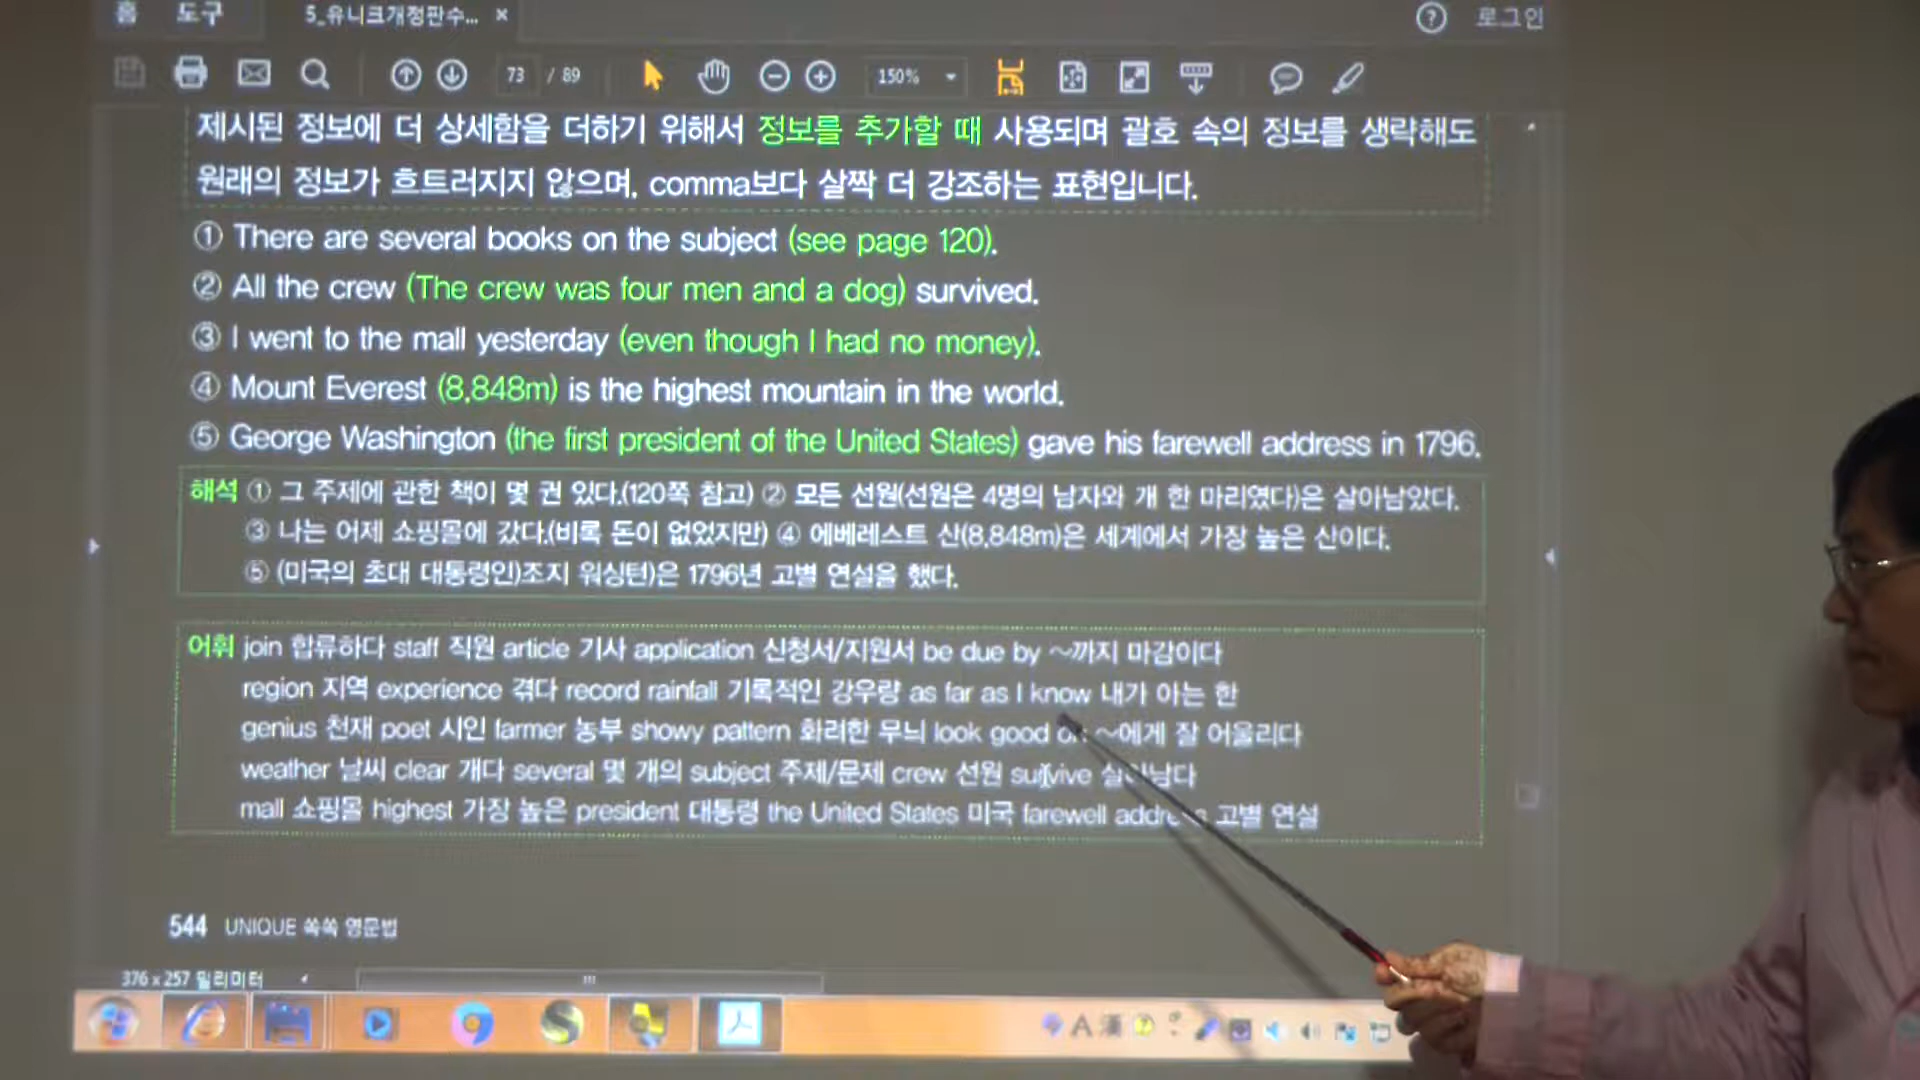 홈 도구 5_유니크개정판수... × ? 로그인
73 / 89 150%
제시된 정보에 더 상세함을 더하기 위해서 정보를 추가할 때 사용되며 괄호 속의 정보를 생략해도
원래의 정보가 흐트러지지 않으며, comma보다 살짝 더 강조하는 표현입니다.
① There are several books on the subject (see page 120).
② All the crew (The crew was four men and a dog) survived.
③ I went to the mall yesterday (even though I had no money).
④ Mount Everest (8,848m) is the highest mountain in the world.
⑤ George Washington (the first president of the United States) gave his farewell address in 1796.
해석 ① 그 주제에 관한 책이 몇 권 있다.(120쪽 참고) ② 모든 선원(선원은 4명의 남자와 개 한 마리였다)은 살아남았다.
③ 나는 어제 쇼핑몰에 갔다.(비록 돈이 없었지만) ④ 에베레스트 산(8,848m)은 세계에서 가장 높은 산이다.
⑤ (미국의 초대 대통령인)조지 워싱턴)은 1796년 고별 연설을 했다.
어휘 join 합류하다 staff 직원 article 기사 application 신청서/지원서 be due by ~까지 마감이다
region 지역 experience 겪다 record rainfall 기록적인 강우량 as far as I know 내가 아는 한
genius 천재 poet 시인 farmer 농부 showy pattern 화려한 무늬 look good on ~에게 잘 어울리다
weather 날씨 clear 개다 several 몇 개의 subject 주제/문제 crew 선원 survive 살아남다
mall 쇼핑몰 highest 가장 높은 president 대통령 the United States 미국 farewell address 고별 연설
544 UNIQUE 쏙쏙 영문법
376 x 257 밀리미터
A 漢